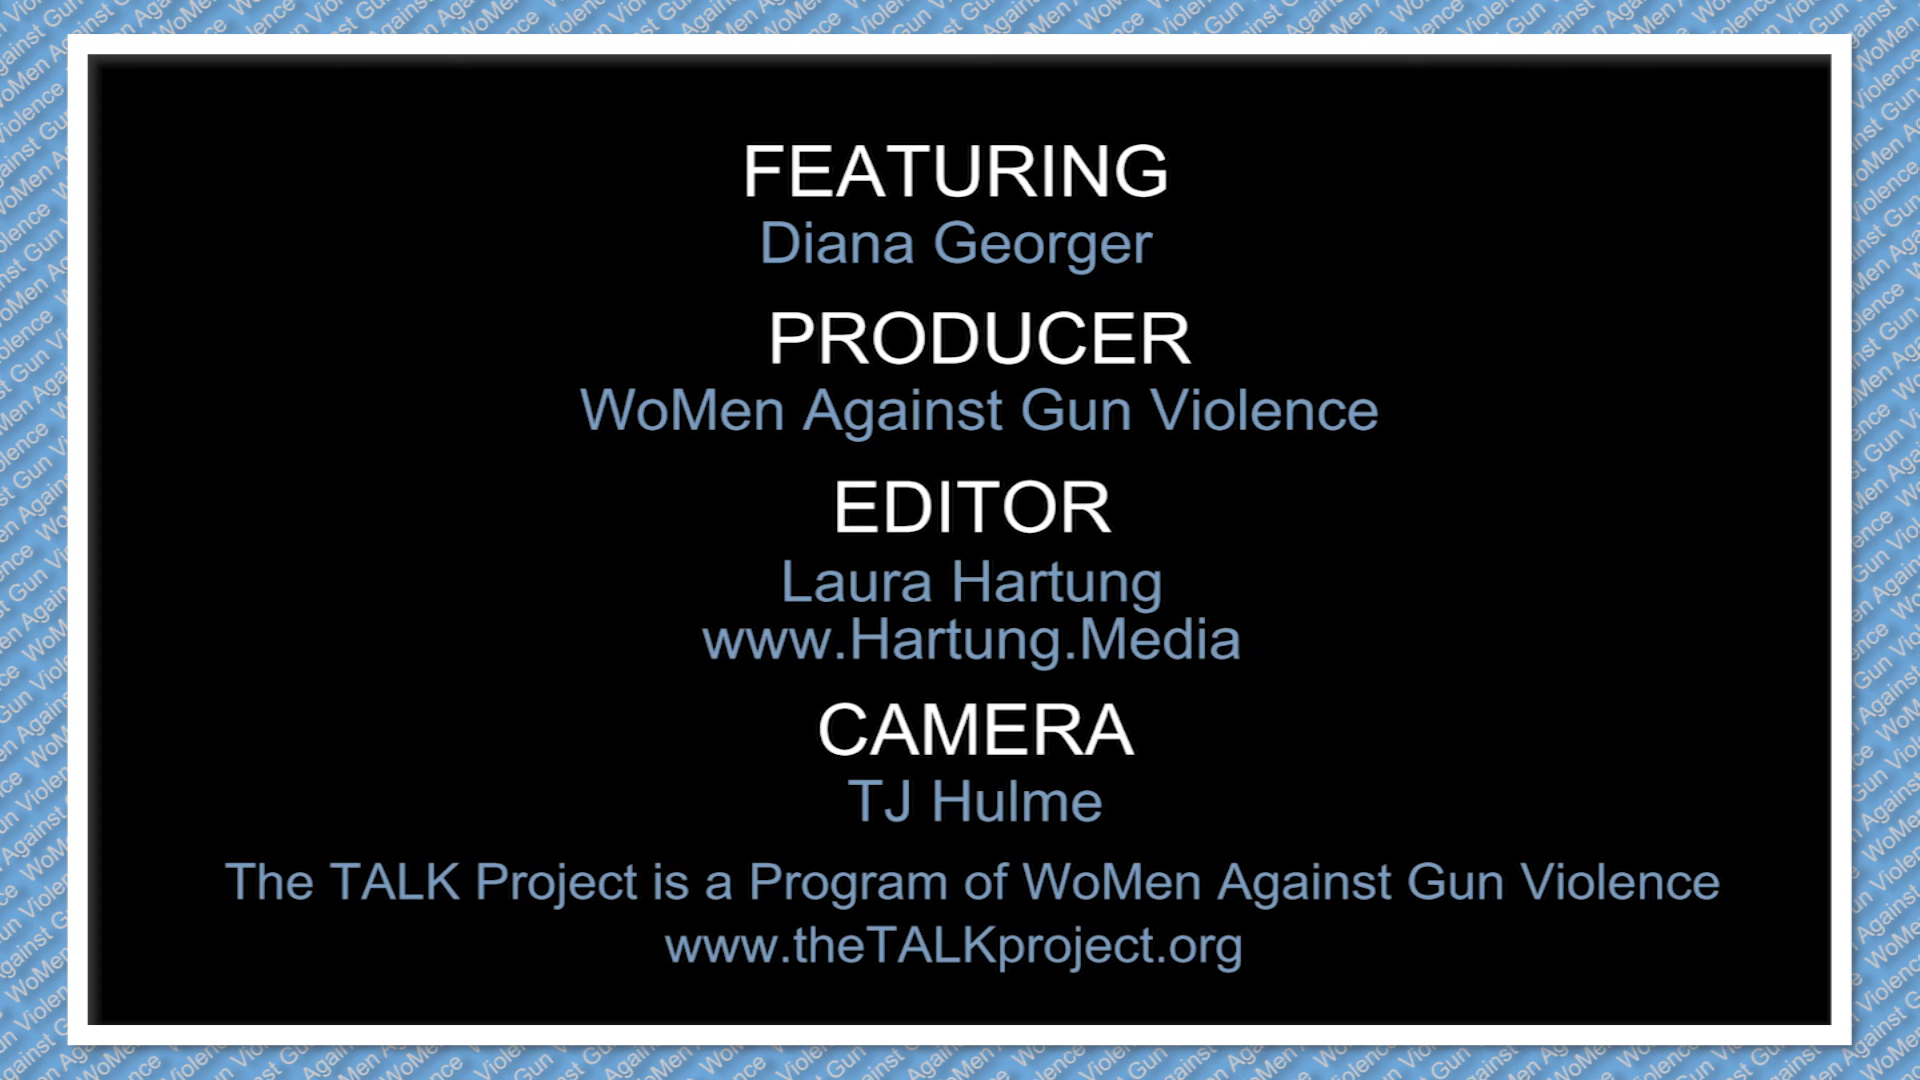 FEATURING
Diana Georger
PRODUCER
WoMen Against Gun Violence
EDITOR
Laura Hartung
www.Hartung.Media
CAMERA
TJ Hulme
The TALK Project is a Program of WoMen Against Gun Violence
www.theTALKproject.org